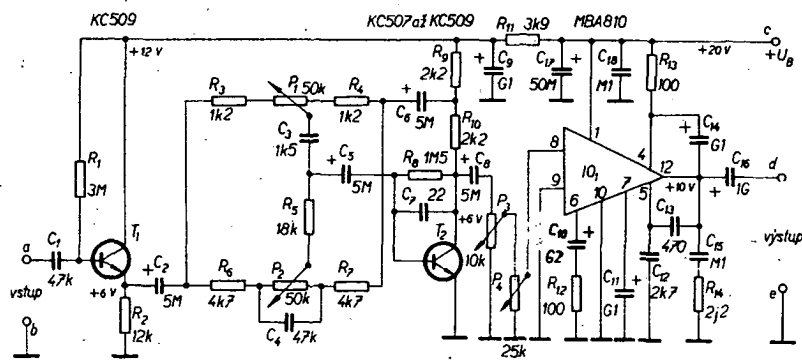 KC509
KC507až KC509
R11 3k9
MBA810
+12 V
+20 V
c
+UB
R9
2k2
C9
G1
C17
50M
C18
M1
R13
100
R3
1k2
P1 50k
R4
1k2
C6
5M
R10
2k2
C3
1k5
R1
3M
C5
5M
R8 1M5
C8
5M
C7 22
+6 V
T2
P3
10k
P4
25k
8
9
1
IO1
4
12
5
6
10
7
+10 V
C14
G1
C16
1G
d
C13
470
C10
G2
R12
100
C11
G1
C12
2k7
C15
M1
R14
2j2
výstup
e
R5
18k
a
C1
47k
T1
+6 V
C2
5M
R6
4k7
P2
50k
R7
4k7
C4 47k
vstup
b
R2
12k